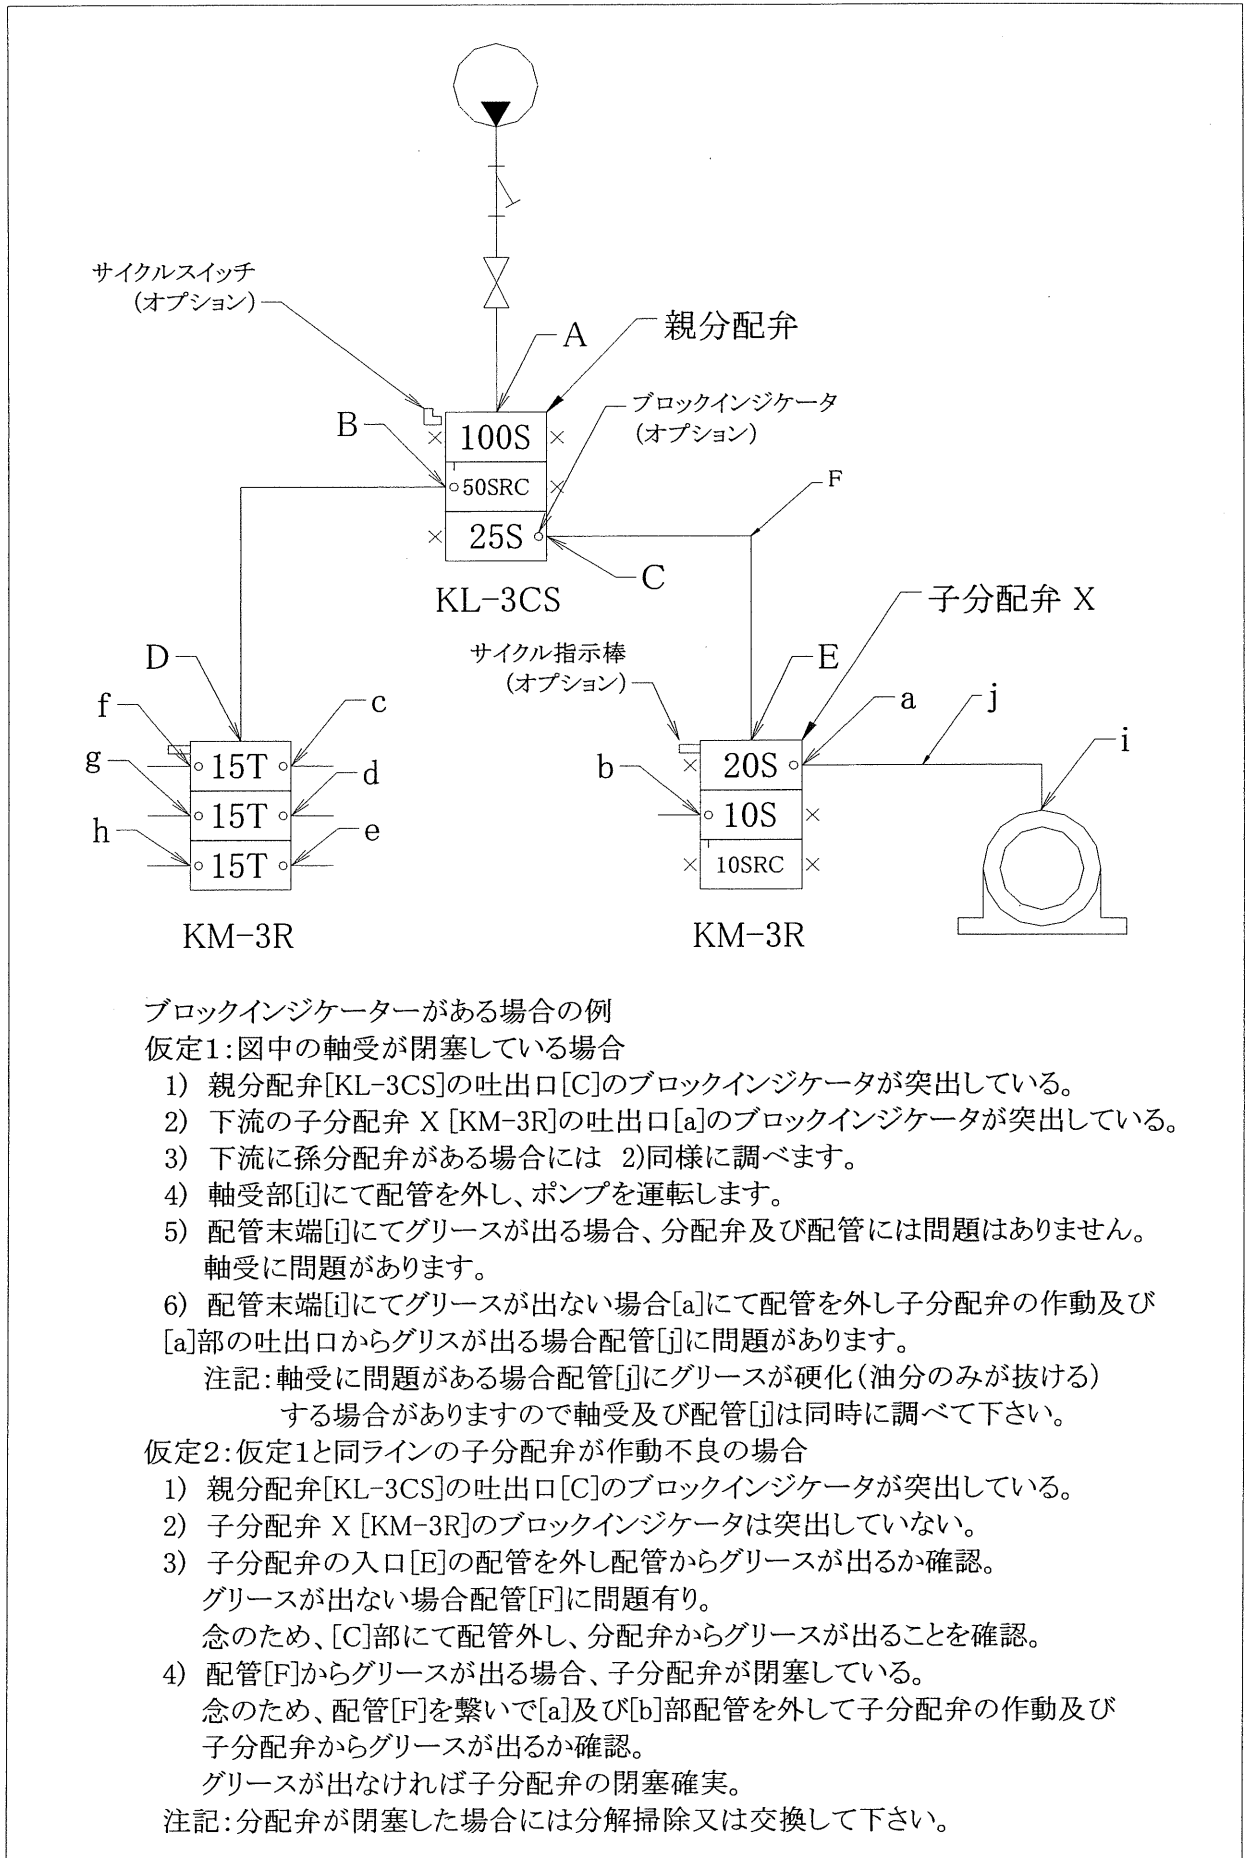 サイクルスイッチ
(オプション)
A
親分配弁
ブロックインジケータ
(オプション)
B
100S
50SRC
25S
F
C
KL-3CS
子分配弁 X
サイクル指示棒
(オプション)
D
E
f
c
a
j
i
g
15T
d
b
20S
h
15T
e
10S
15T
10SRC
KM-3R
KM-3R
ブロックインジケーターがある場合の例
仮定1:図中の軸受が閉塞している場合
1) 親分配弁[KL-3CS]の吐出口[C]のブロックインジケータが突出している。
2) 下流の子分配弁 X [KM-3R]の吐出口[a]のブロックインジケータが突出している。
3) 下流に孫分配弁がある場合には 2)同様に調べます。
4) 軸受部[i]にて配管を外し、ポンプを運転します。
5) 配管末端[i]にてグリースが出る場合、分配弁及び配管には問題はありません。
軸受に問題があります。
6) 配管末端[i]にてグリースが出ない場合[a]にて配管を外し子分配弁の作動及び
[a]部の吐出口からグリスが出る場合配管[j]に問題があります。
注記:軸受に問題がある場合配管[j]にグリースが硬化(油分のみが抜ける)
する場合がありますので軸受及び配管[j]は同時に調べて下さい。
仮定2:仮定1と同ラインの子分配弁が作動不良の場合
1) 親分配弁[KL-3CS]の吐出口[C]のブロックインジケータが突出している。
2) 子分配弁 X [KM-3R]のブロックインジケータは突出していない。
3) 子分配弁の入口[E]の配管を外し配管からグリースが出るか確認。
グリースが出ない場合配管[F]に問題有り。
念のため、[C]部にて配管外し、分配弁からグリースが出ることを確認。
4) 配管[F]からグリースが出る場合、子分配弁が閉塞している。
念のため、配管[F]を繋いで[a]及び[b]部配管を外して子分配弁の作動及び
子分配弁からグリースが出るか確認。
グリースが出なければ子分配弁の閉塞確実。
注記:分配弁が閉塞した場合には分解掃除又は交換して下さい。